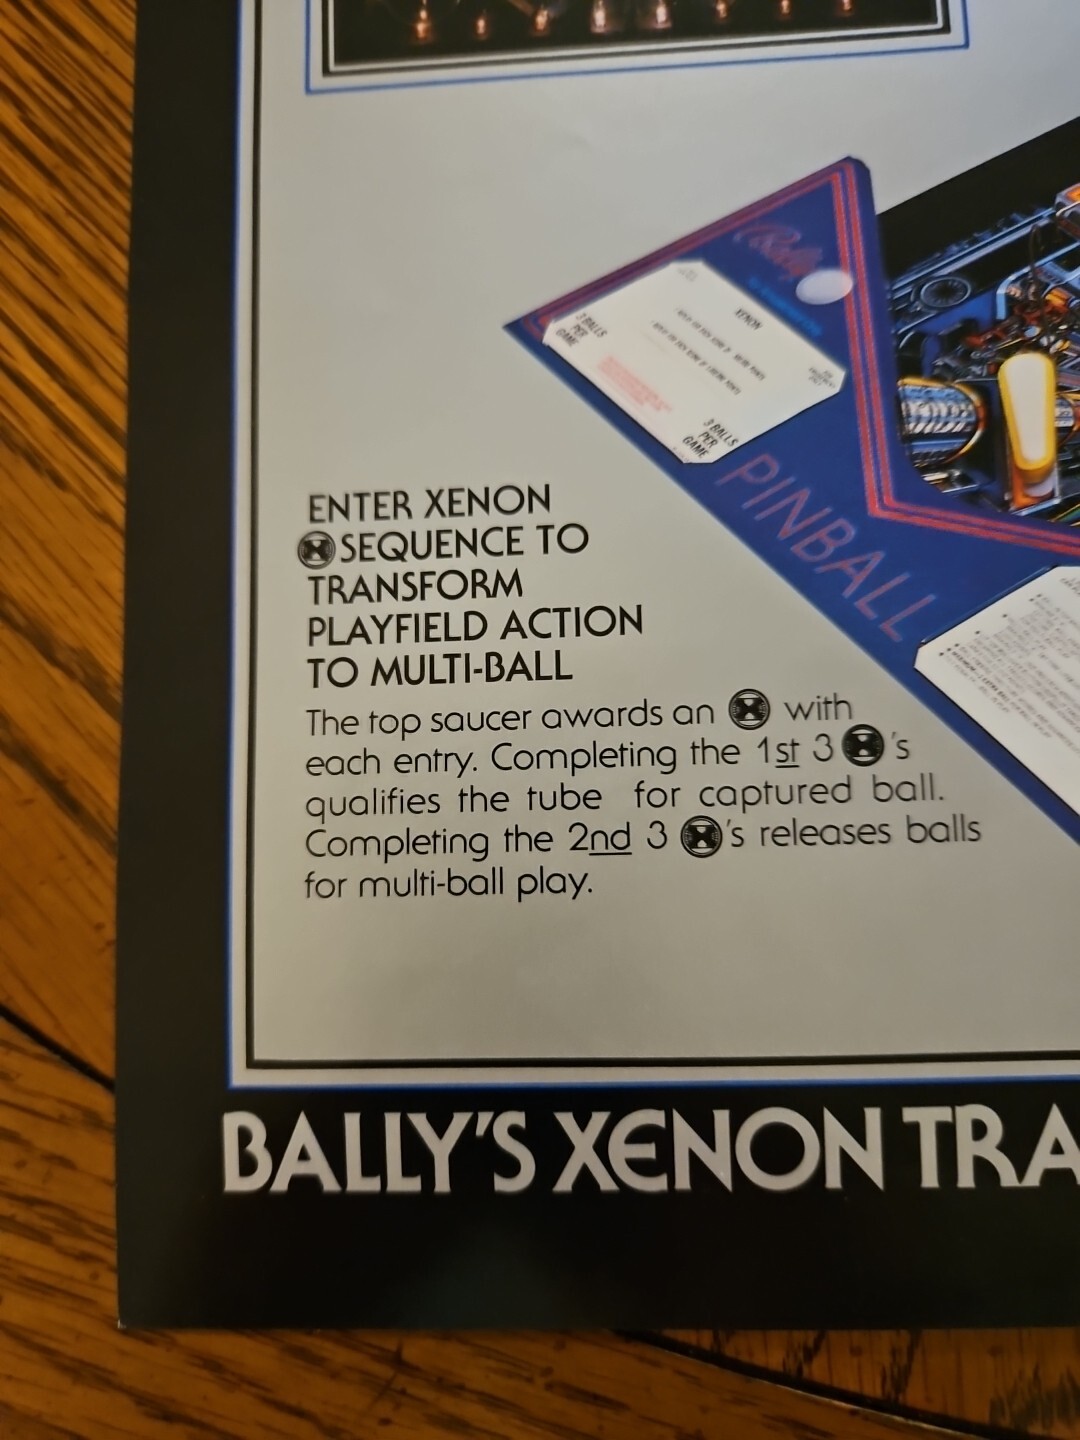 Bally
XENON
3 BALLS
PER
GAME
3 BALLS
PER
GAME
PINBALL
ENTER XENON
SEQUENCE TO
TRANSFORM
PLAYFIELD ACTION
TO MULTI-BALL
The top saucer awards an X with
each entry. Completing the 1st 3 X's
qualifies the tube for captured ball.
Completing the 2nd 3 X's releases balls
for multi-ball play.
BALLY'S XENON TRA